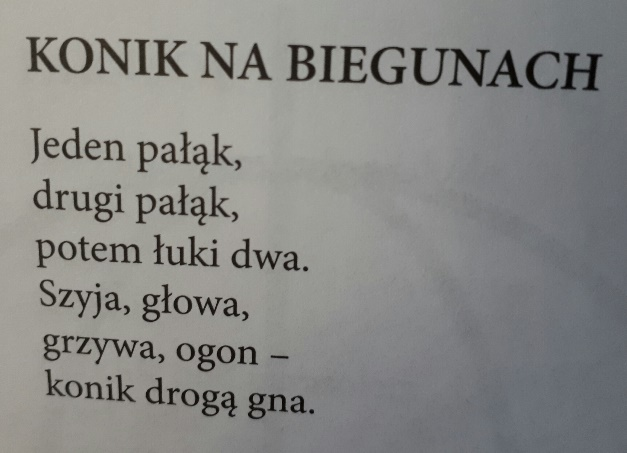 KONIK NA BIEGUNACH
Jeden pałąk,
drugi pałąk,
potem łuki dwa.
Szyja, głowa,
grzywa, ogon –
konik drogą gna.